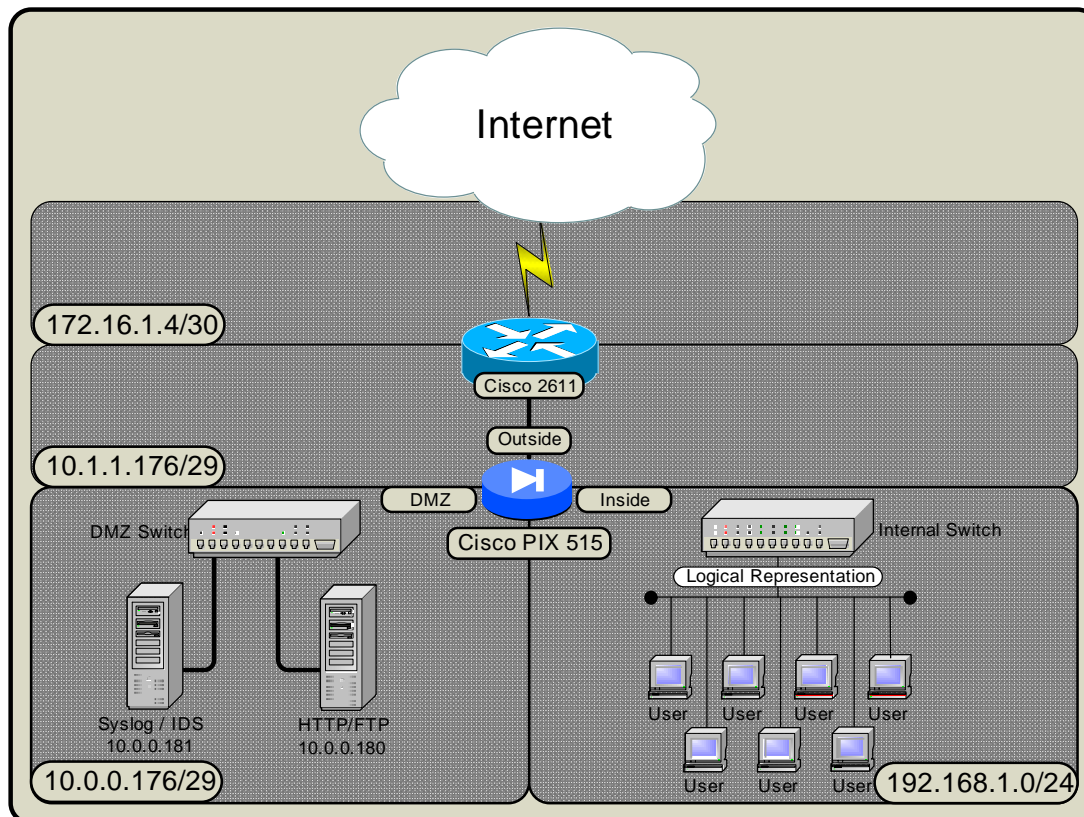 Internet
172.16.1.4/30
Cisco 2611
Outside
10.1.1.176/29
DMZ
Inside
DMZ Switch
Cisco PIX 515
Internal Switch
Logical Representation
User
User
User
User
Syslog / IDS
10.0.0.181
HTTP/FTP
10.0.0.180
User
User
User
10.0.0.176/29
192.168.1.0/24